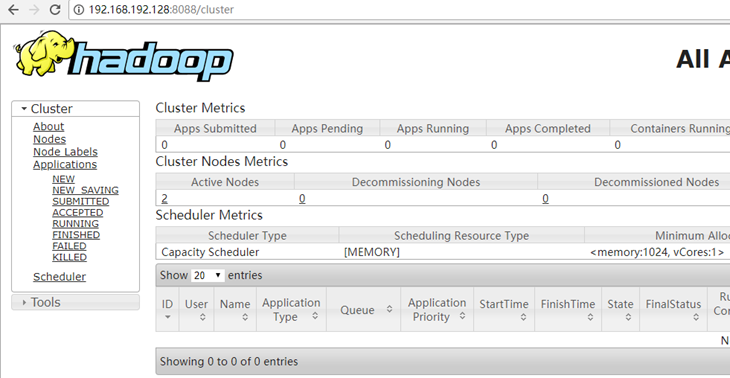 192.168.192.128:8088/cluster
hadoop
All A
Cluster
About
Nodes
Node Labels
Applications
NEW
NEW_SAVING
SUBMITTED
ACCEPTED
RUNNING
FINISHED
FAILED
KILLED
Scheduler
Tools
Cluster Metrics
Apps Submitted Apps Pending Apps Running Apps Completed Containers Running
0 0 0 0 0
Cluster Nodes Metrics
Active Nodes Decommissioning Nodes Decommissioned Nodes
2 0 0
Scheduler Metrics
Scheduler Type Scheduling Resource Type Minimum Alloc
Capacity Scheduler [MEMORY] <memory:1024, vCores:1>
Show 20 entries
ID User Name Application Type Queue Application Priority StartTime FinishTime State FinalStatus Ru Con
N
Showing 0 to 0 of 0 entries